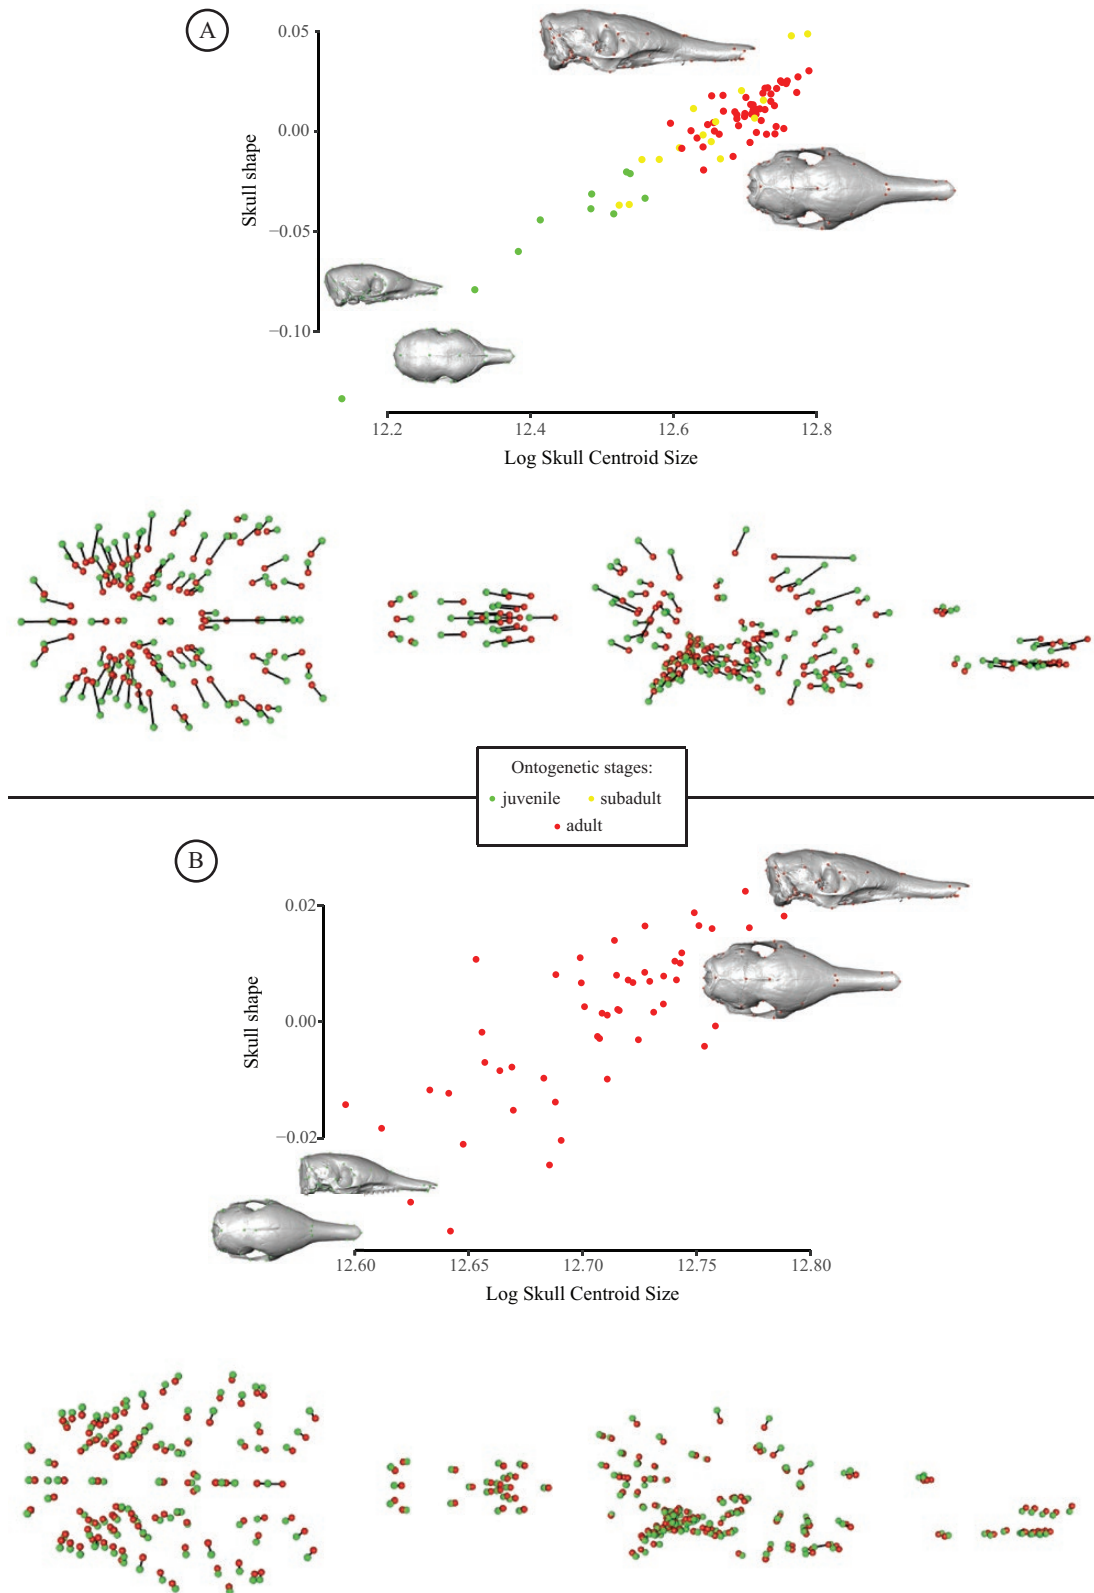 A
0.05
0.00
−0.05
−0.10
Skull shape
12.2 12.4 12.6 12.8
Log Skull Centroid Size
Ontogenetic stages:
juvenile subadult
adult
B
0.02
0.00
−0.02
Skull shape
12.60 12.65 12.70 12.75 12.80
Log Skull Centroid Size